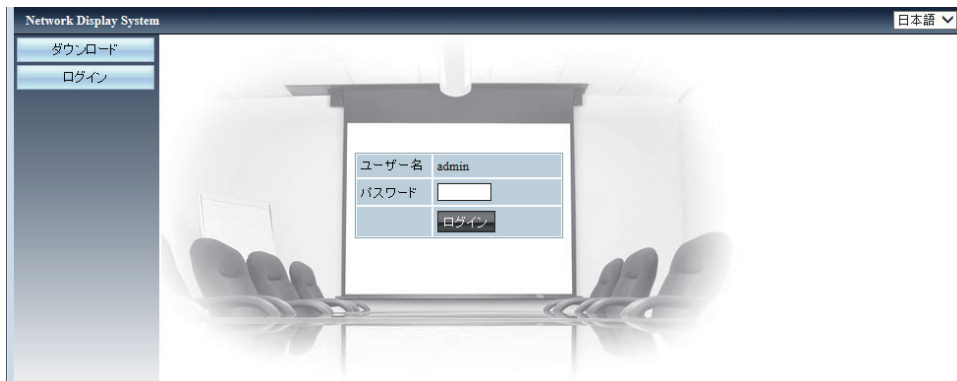 Network Display System
日本語
ダウンロード
ログイン
ユーザー名 admin
パスワード
ログイン